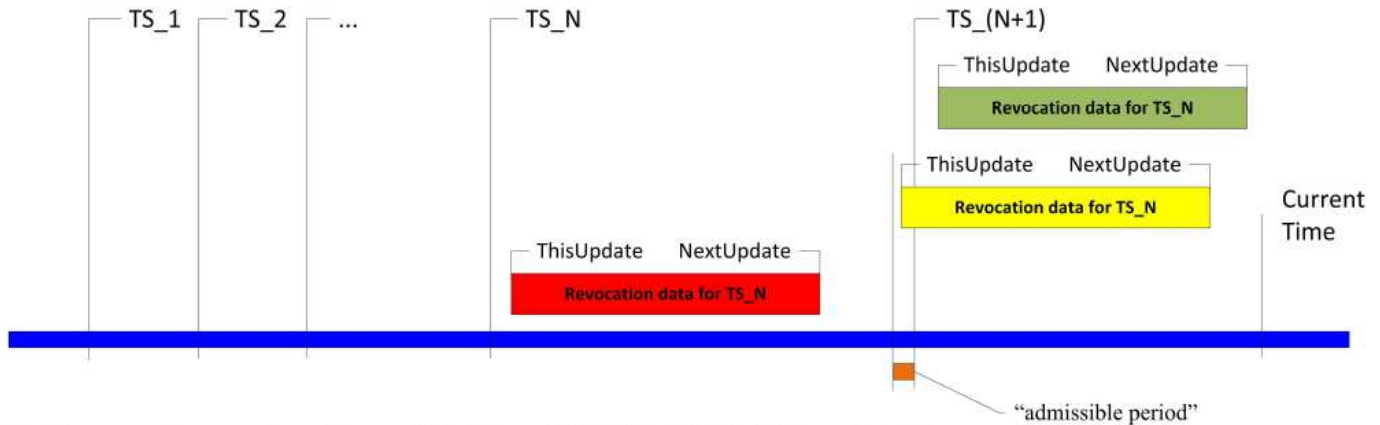 TS_1
TS_2
...
TS_N
TS_(N+1)
ThisUpdate NextUpdate
Revocation data for TS_N
ThisUpdate NextUpdate
Revocation data for TS_N
Current
Time
ThisUpdate NextUpdate
Revocation data for TS_N
“admissible period”